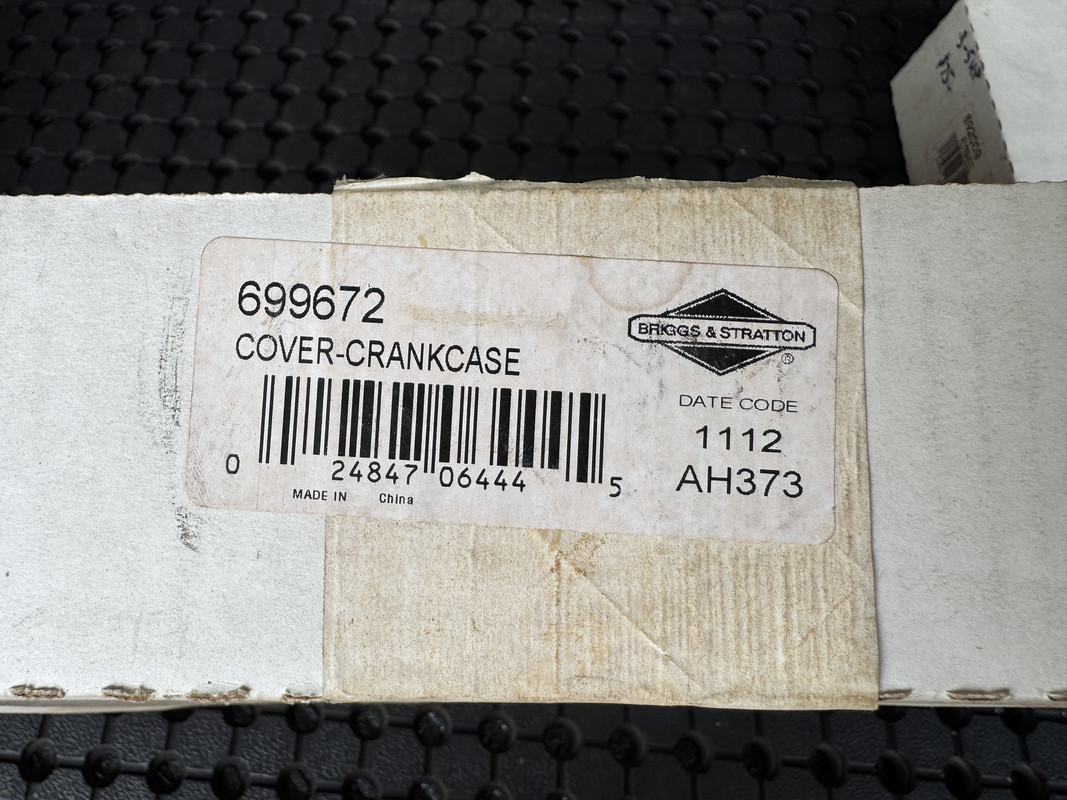 699672
COVER-CRANKCASE
0 24847 06444 5
MADE IN China
BRIGGS & STRATTON
®
DATE CODE
1112
AH373